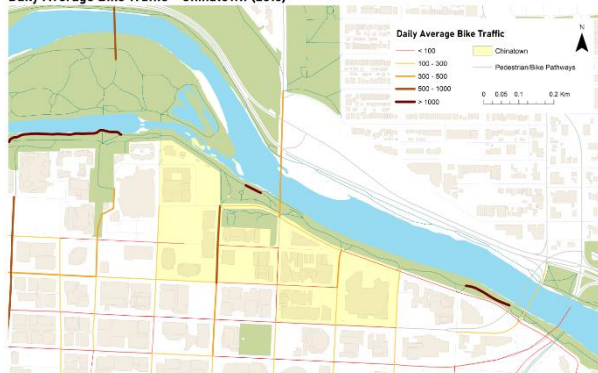 Daily Average Bike Traffic
N
< 100
Chinatown
100 - 300
Pedestrian/Bike Pathways
300 - 500
500 - 1000
0 0.05 0.1 0.2 Km
> 1000